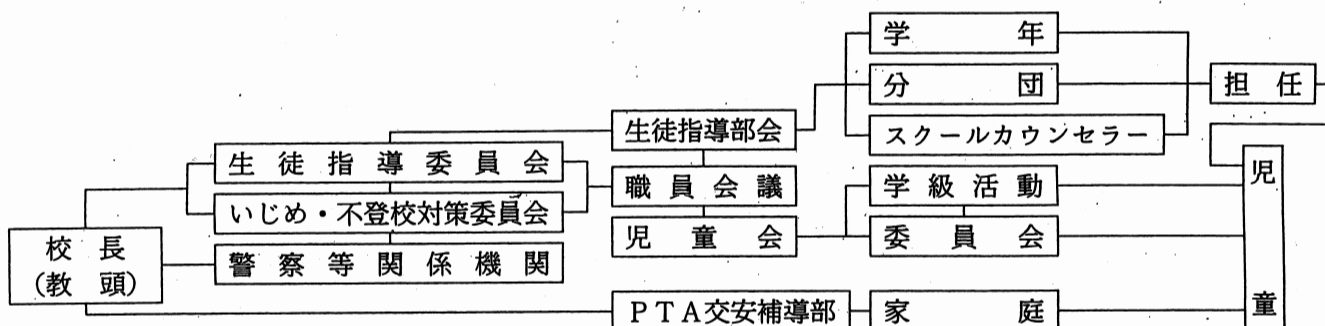 学年
分団
担任
生徒指導部会
スクールカウンセラー
生徒指導委員会
職員会議
学級活動
児童
いじめ・不登校対策委員会
児童会
委員会
校長
(教頭)
警察等関係機関
PTA交安補導部
家庭